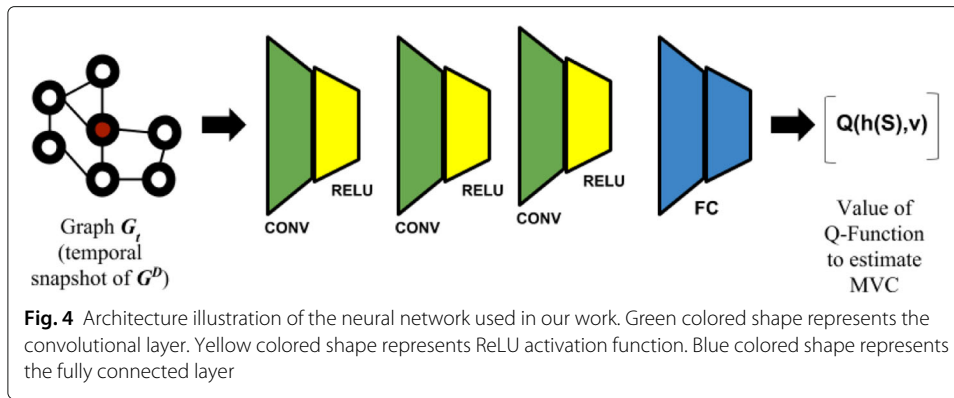 CONV
RELU
CONV
RELU
CONV
RELU
FC
Q(h(S),v)
Graph G_t
(temporal
snapshot of G^D)
Value of
Q-Function
to estimate
MVC
Fig. 4 Architecture illustration of the neural network used in our work. Green colored shape represents the
convolutional layer. Yellow colored shape represents ReLU activation function. Blue colored shape represents
the fully connected layer